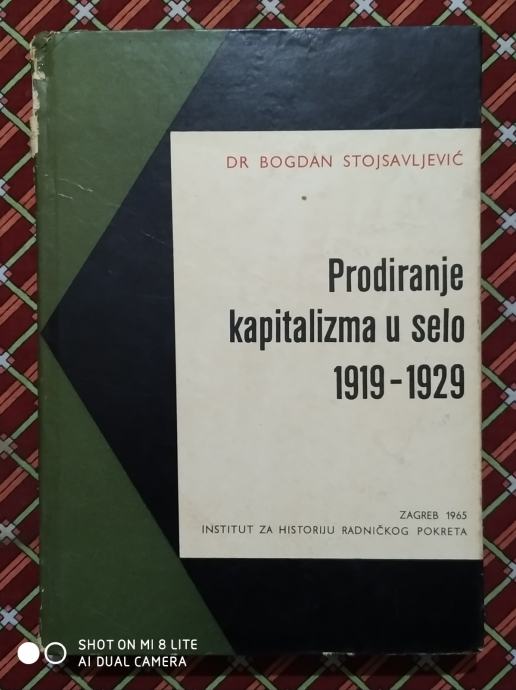 DR BOGDAN STOJSAVLJEVIĆ
Prodiranje
kapitalizma u selo
1919-1929
ZAGREB 1965
INSTITUT ZA HISTORIJU RADNIČKOG POKRETA
SHOT ON MI 8 LITE
AI DUAL CAMERA